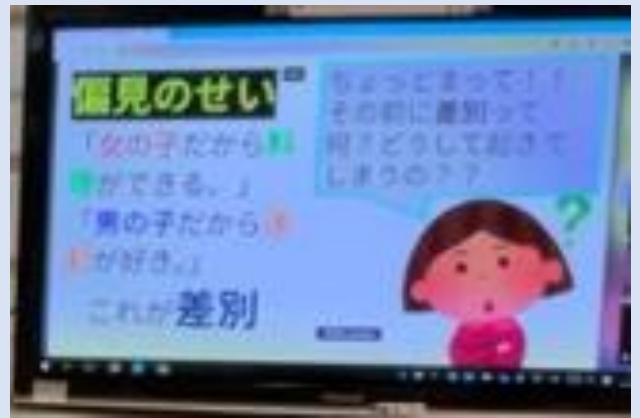 偏見のせい
「女の子だから料
理ができる。」
「男の子だから
が好き。」
これが差別
ちょっとまって！！
その前に差別って
何？どうして起きて
しまうの？？
?